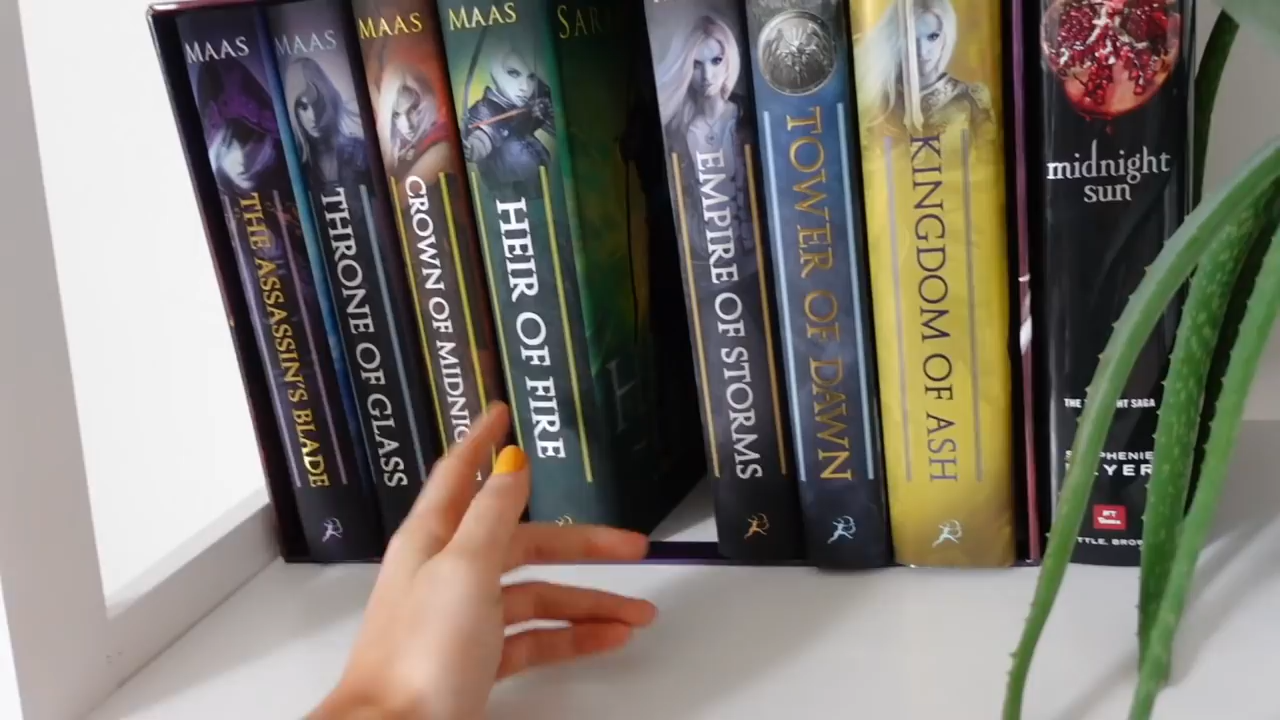 MAAS
THE ASSASSIN'S BLADE
MAAS
THRONE OF GLASS
MAAS
CROWN OF MIDNIG
MAAS
HEIR OF FIRE
SAR
EMPIRE OF STORMS
TOWER OF DAWN
KINGDOM OF ASH
midnight
sun